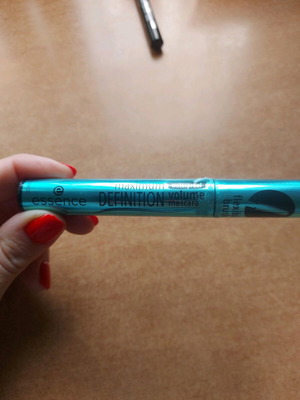 essence
maximum
DEFINITION
volume
mascara